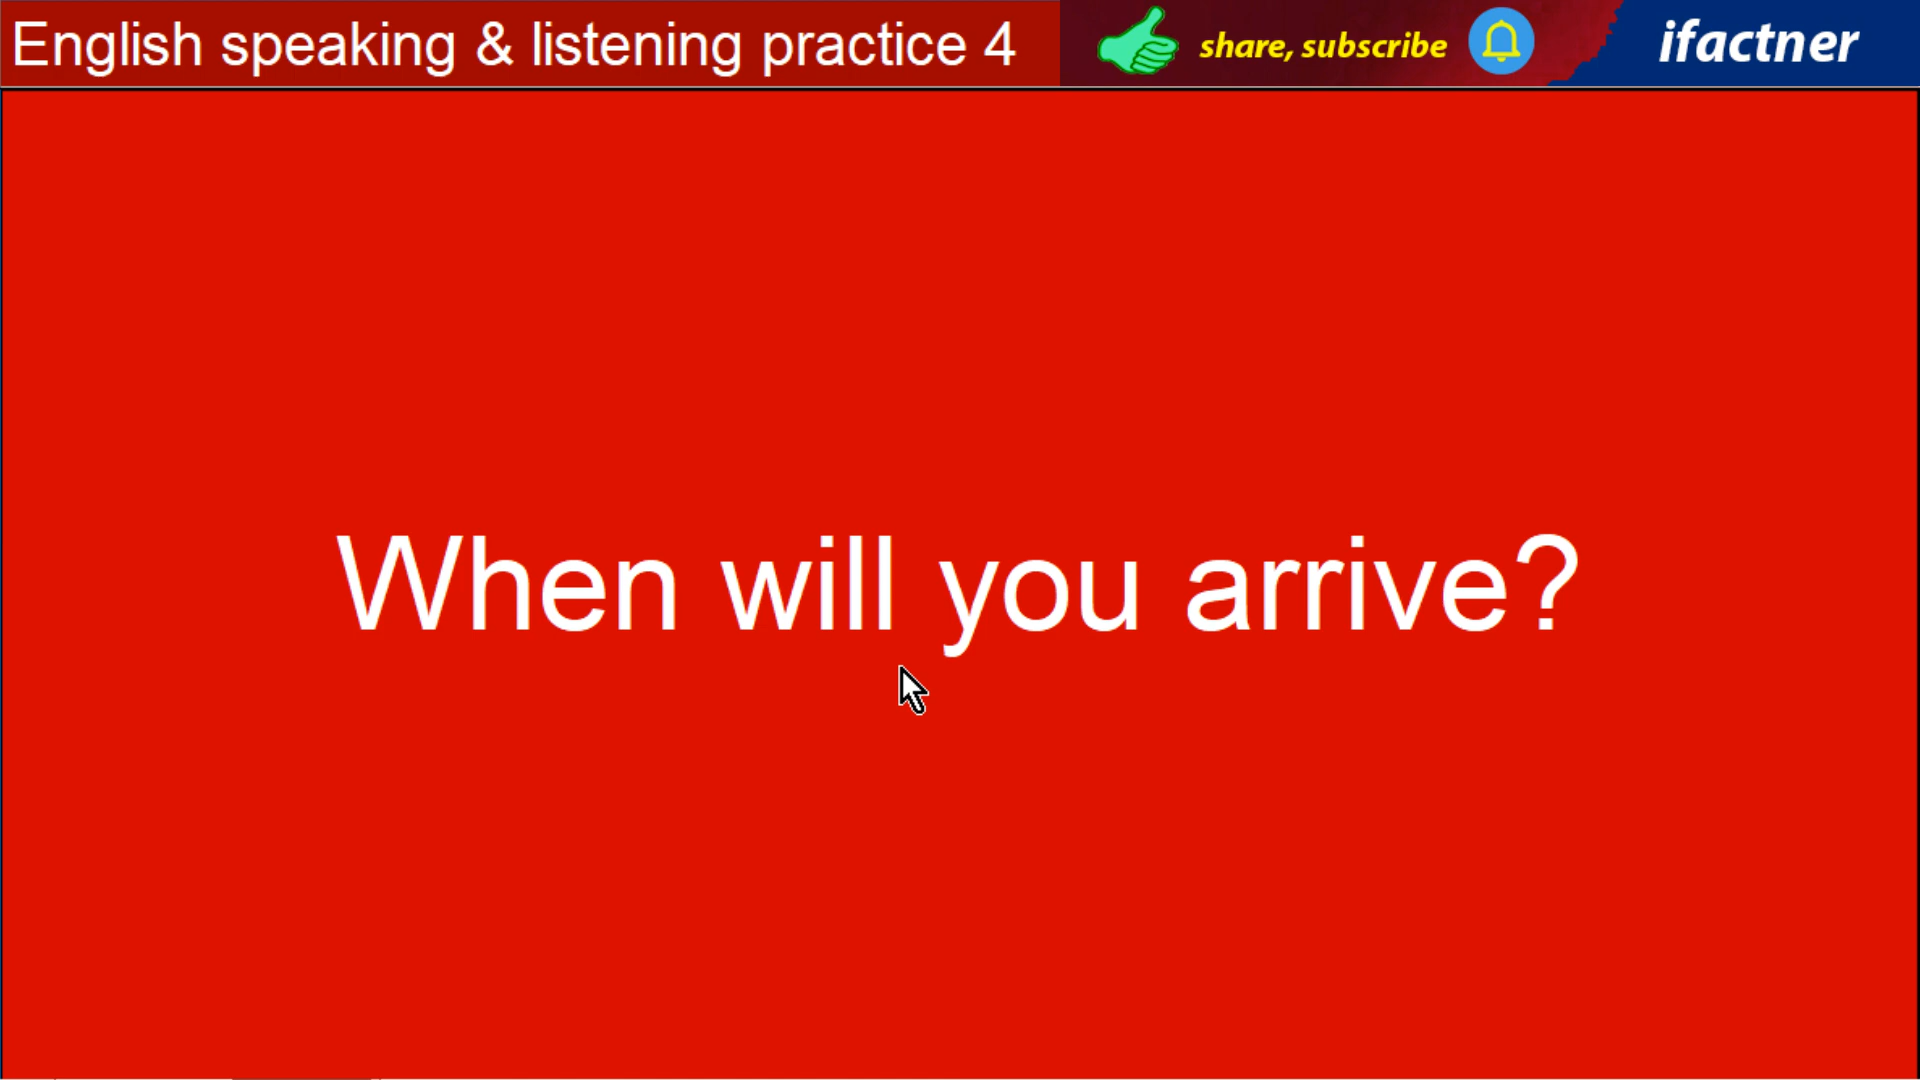 English speaking & listening practice 4
share, subscribe
ifactner
When will you arrive?